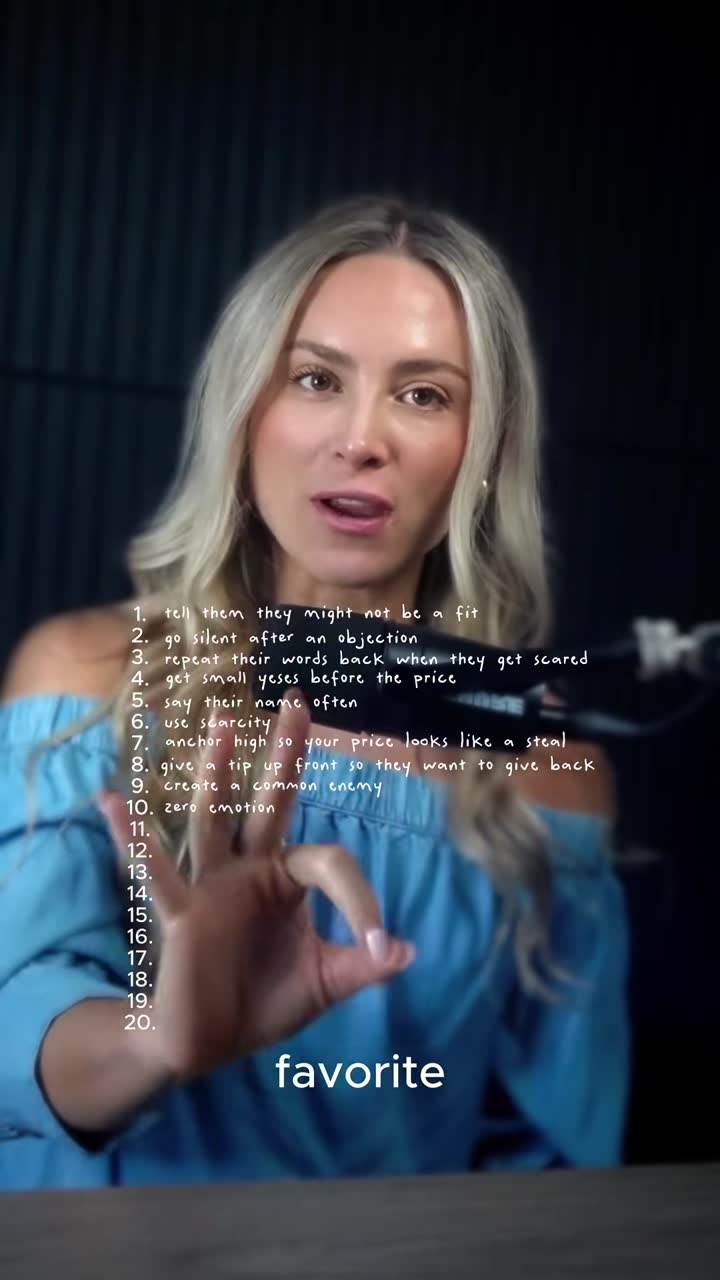 1. tell them they might not be a fit
2. go silent after an objection
3. repeat their words back when they get scared
4. get small yeses before the price
5. say their name often
6. use scarcity
7. anchor high so your price looks like a steal
8. give a tip up front so they want to give back
9. create a common enemy
10. zero emotion
11.
12.
13.
14.
15.
16.
17.
18.
19.
20.
favorite